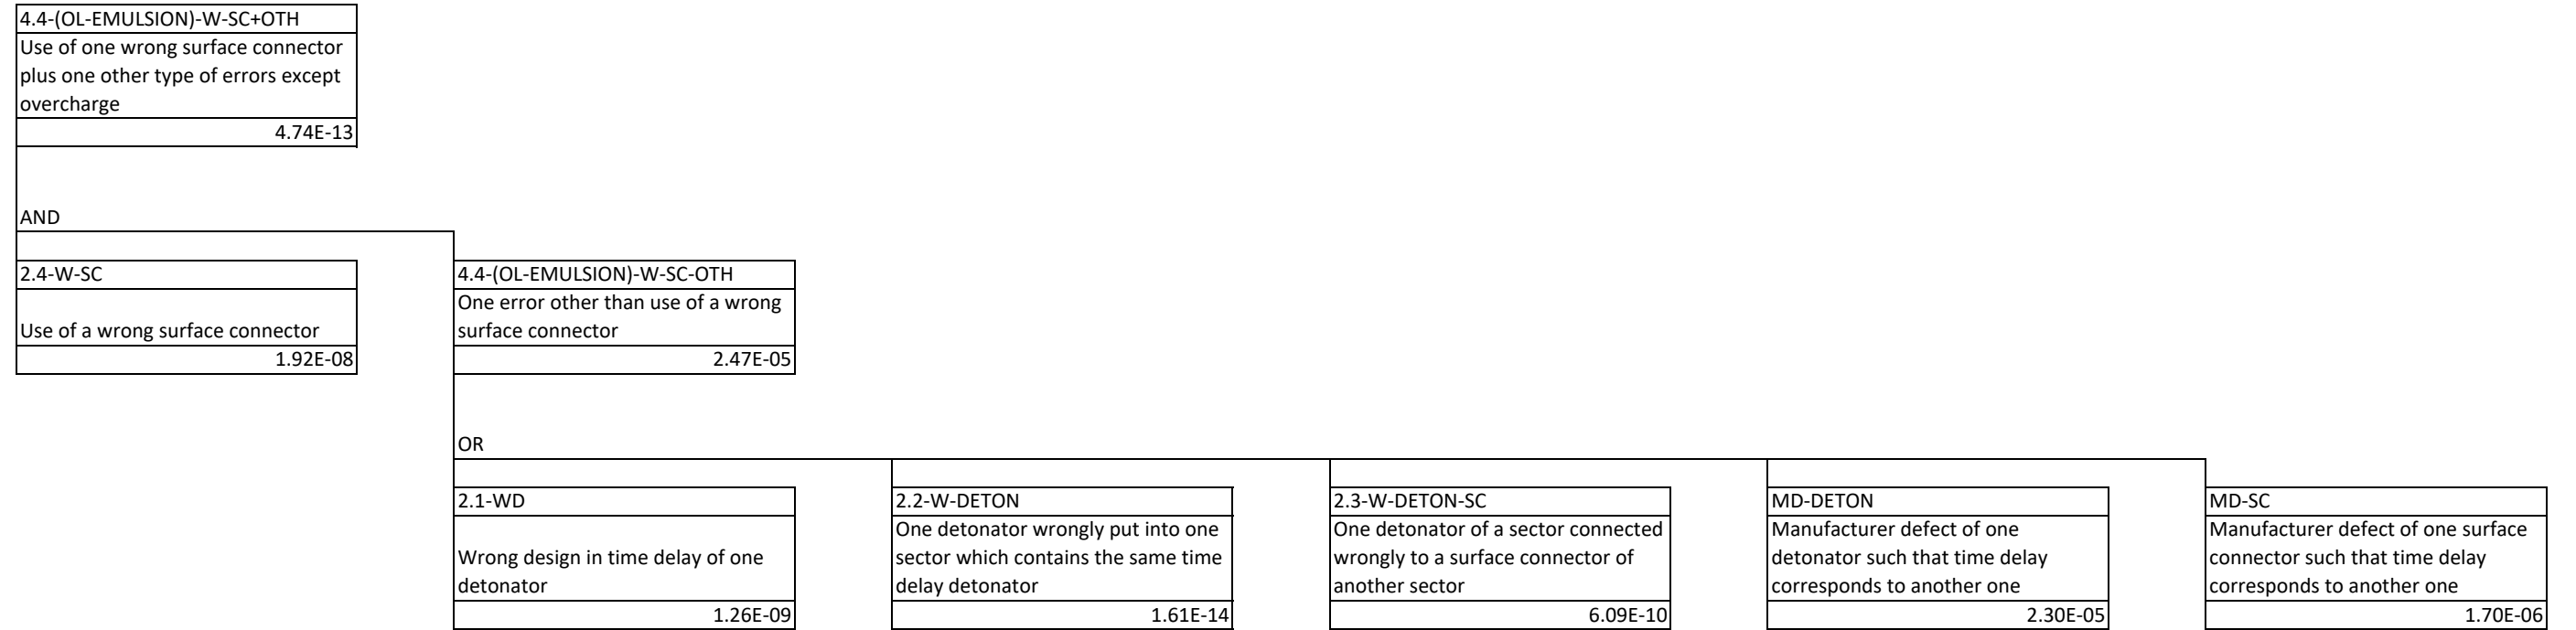 4.4-(OL-EMULSION)-W-SC+OTH
Use of one wrong surface connector
plus one other type of errors except
overcharge
4.74E-13
AND
2.4-W-SC
Use of a wrong surface connector
1.92E-08
4.4-(OL-EMULSION)-W-SC-OTH
One error other than use of a wrong
surface connector
2.47E-05
OR
2.1-WD
Wrong design in time delay of one
detonator
1.26E-09
2.2-W-DETON
One detonator wrongly put into one
sector which contains the same time
delay detonator
1.61E-14
2.3-W-DETON-SC
One detonator of a sector connected
wrongly to a surface connector of
another sector
6.09E-10
MD-DETON
Manufacturer defect of one
detonator such that time delay
corresponds to another one
2.30E-05
MD-SC
Manufacturer defect of one surface
connector such that time delay
corresponds to another one
1.70E-06